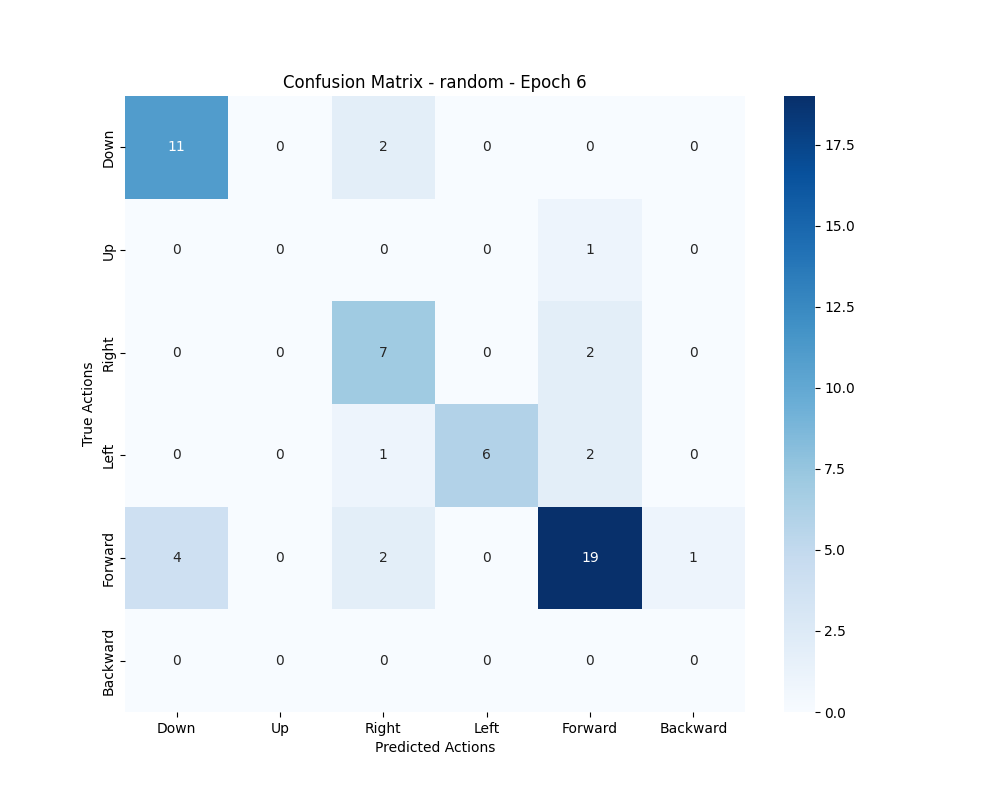 Confusion Matrix - random - Epoch 6
True Actions
Down 11 0 2 0 0 0
Up 0 0 0 0 1 0
Right 0 0 7 0 2 0
Left 0 0 1 6 2 0
Forward 4 0 2 0 19 1
Backward 0 0 0 0 0 0
Down Up Right Left Forward Backward
Predicted Actions
17.5
15.0
12.5
10.0
7.5
5.0
2.5
0.0